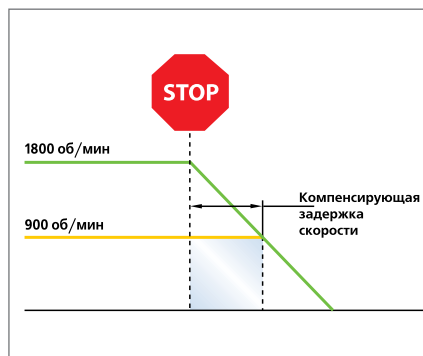 STOP
1800 об/мин
Компенсирующая
задержка
скорости
900 об/мин